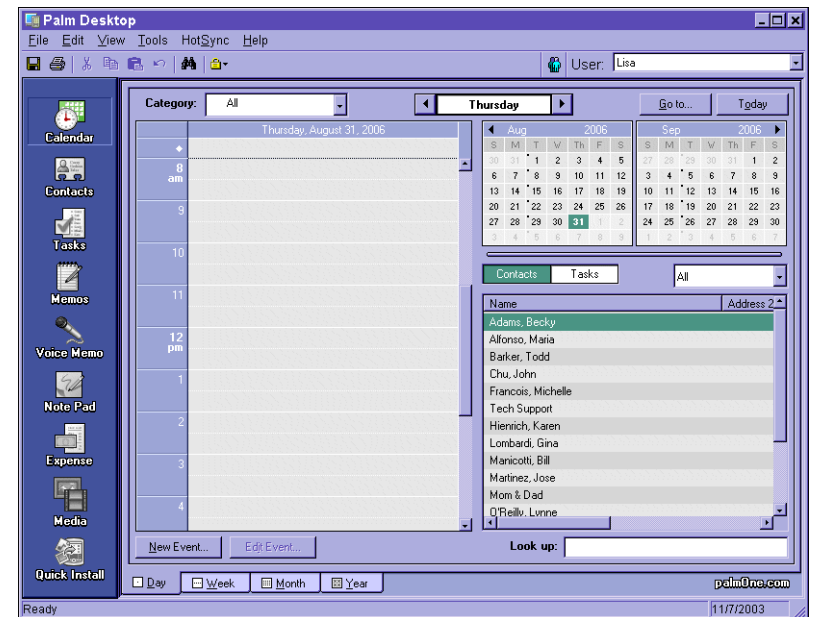 Palm Desktop
File Edit View Tools HotSync Help
User: Lisa
Calendar
Contacts
Tasks
Memos
Voice Memo
Note Pad
Expense
Media
Quick Install
Category: All
Thursday
Go to...
Today
Thursday, August 31, 2006
8 am
9
10
11
12 pm
1
2
3
4
Aug 2006
S M T W Th F S
30 31 1 2 3 4 5
6 7 8 9 10 11 12
13 14 15 16 17 18 19
20 21 22 23 24 25 26
27 28 29 30 31 1 2
3 4 5 6 7 8 9
Sep 2006
S M T W Th F S
27 28 29 30 31 1 2
3 4 5 6 7 8 9
10 11 12 13 14 15 16
17 18 19 20 21 22 23
24 25 26 27 28 29 30
1 2 3 4 5 6 7
Contacts Tasks
All
Name Address 2
Adams, Becky
Alfonso, Maria
Barker, Todd
Chu, John
Francois, Michelle
Tech Support
Hienrich, Karen
Lombardi, Gina
Manicotti, Bill
Martinez, Jose
Mom & Dad
O'Reilly, Lynne
New Event...
Edit Event...
Look up:
Day Week Month Year
palmOne.com
Ready
11/7/2003